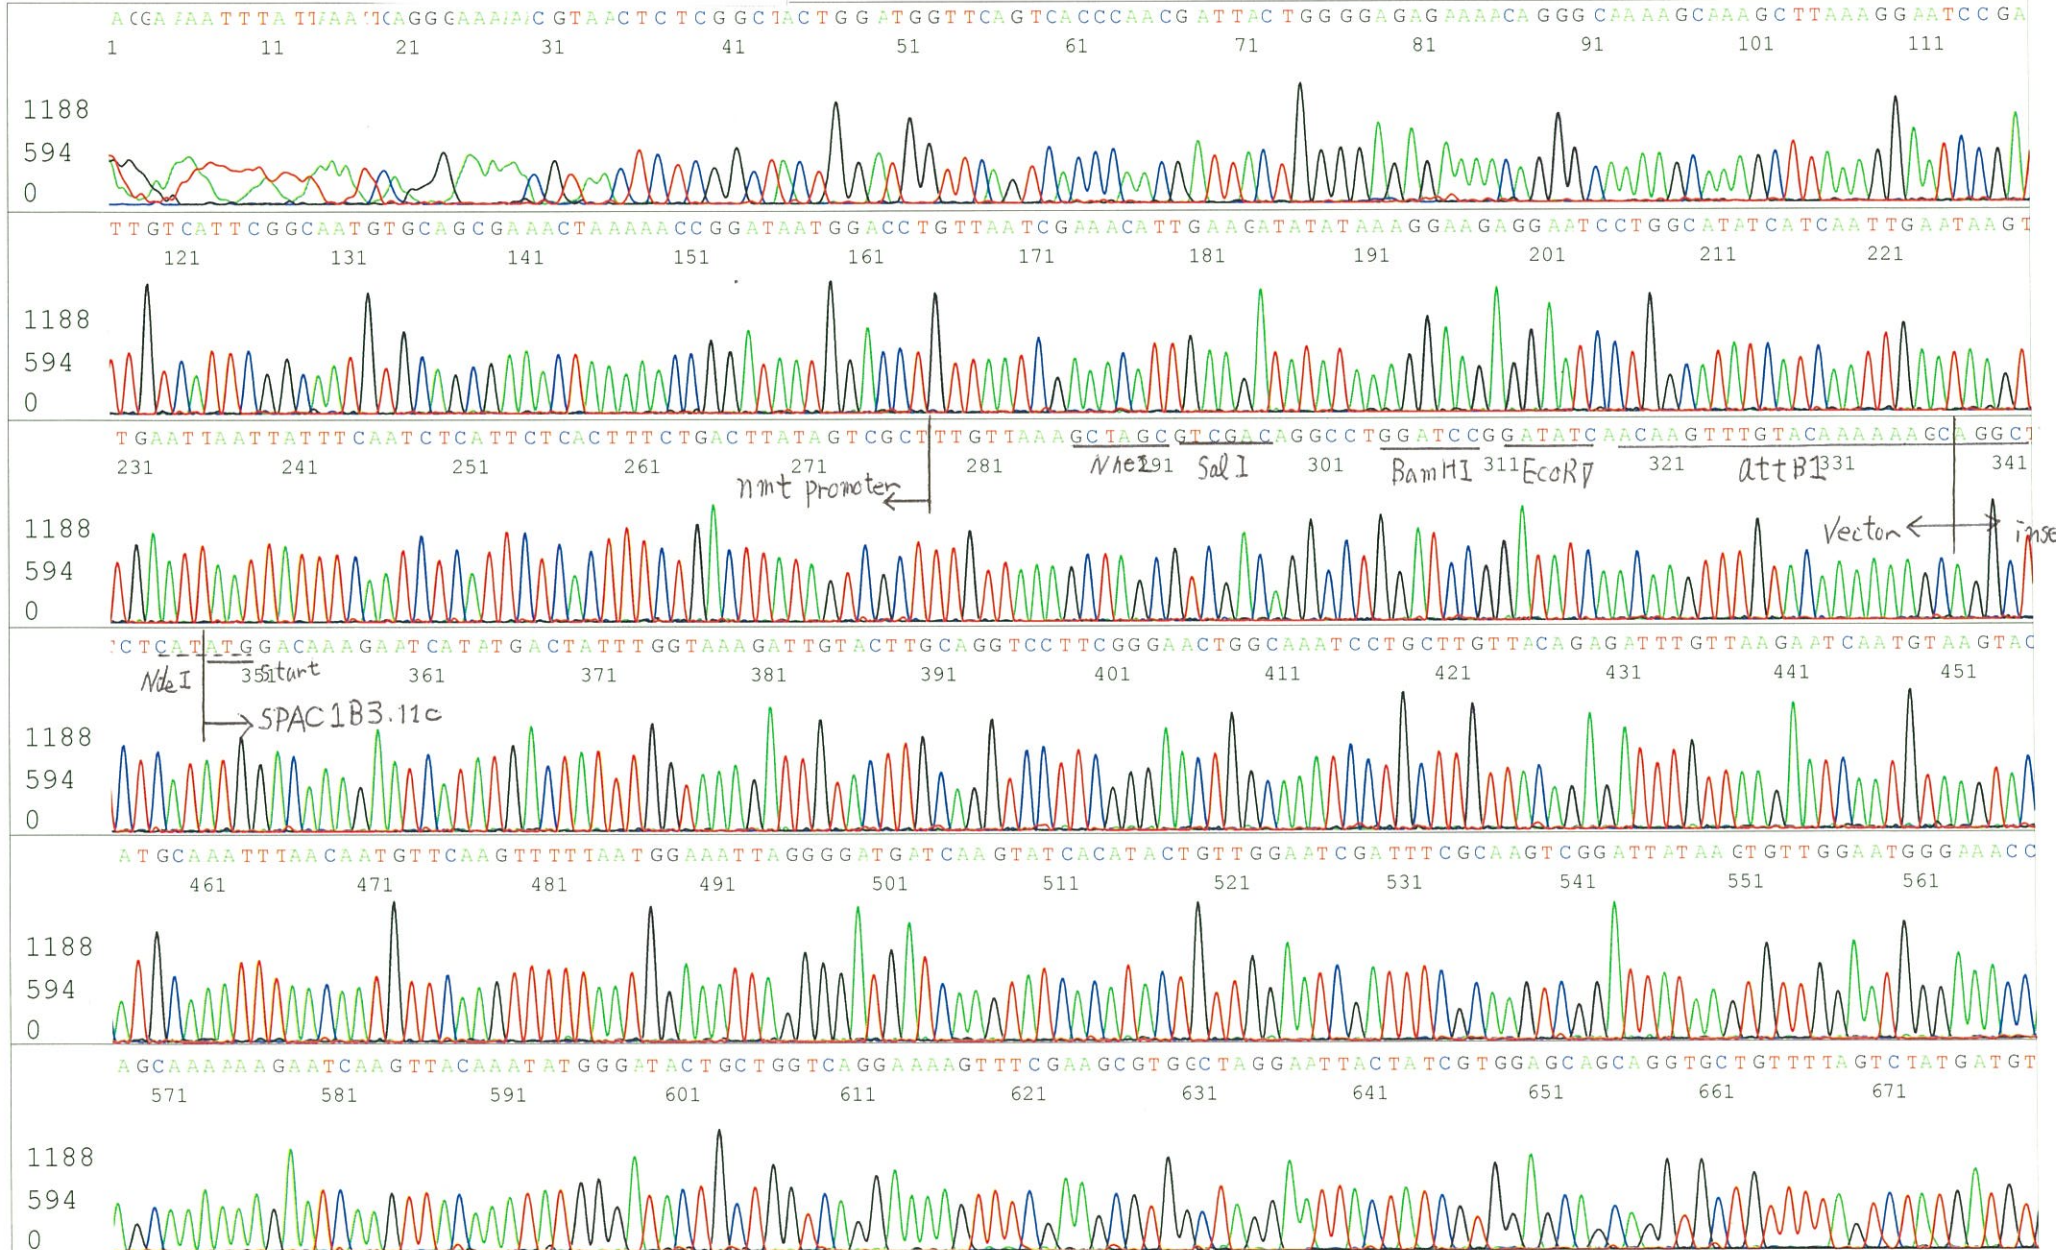 ACGA AATTTATTAAATTCAGGGAAAAACGTAACTCTCGGCTACTGGATGGTTCAGTCACCCAACGATTACTGGGGAGAGAAAACAGGGCAAAAGCAAAGCTTAAAGGAATCCGA
1 11 21 31 41 51 61 71 81 91 101 111
1188
594
0
TTGTCATTCGGCAATGTGCAGCGAAACTAAAAACCGGATAATGGACCTGTTAATCGAAACATTGAAGATATATAAAGGAAGAGGAATCCTGGCATATCATCAATTGAATAAGT
121 131 141 151 161 171 181 191 201 211 221
1188
594
0
TGAATTAATTATTTCAATCTCATTCTCACTTTCTGACTTATAGTCGCTTTGTTAAAGCTAGCGTCGACAGGCCTGGATCCGGATATCAACAAGTTTGTACAAAAAAGCAGGCT
231 241 251 261 271 281 291 301 311 321 331 341
NheI SalI BamHI EcoRV attB1
nmt promoter
Vector
1188
594
0
CTCATATGGACAAAGAATCATATGACTATTTGGTAAAGATTGTACTTGCAGGTCCTTCGGGAACTGGCAAATCCTGCTTGTTACAGAGATTTGTTAAGAATCAATGTAAGTAC
351 361 371 381 391 401 411 421 431 441 451
NdeI start
SPAC1B3.11c
1188
594
0
ATGCAAATTTAACAATGTTCAAGTTTTTAATGGAAATTAGGGGATGATCAAGTATCACATACTGTTGGAATCGATTTCGCAAGTCGGATTATAAGTGTTGGAATGGGAAACC
461 471 481 491 501 511 521 531 541 551 561
1188
594
0
AGCAAAAAAGAATCAAGTTACAAATATGGGATACTGCTGGTCAGGAAAAGTTTCGAAGCGTGGCTAGGAATTACTATCGTGGAGCAGCAGGTGCTGTTTTAGTCTATGATGT
571 581 591 601 611 621 631 641 651 661 671
1188
594
0